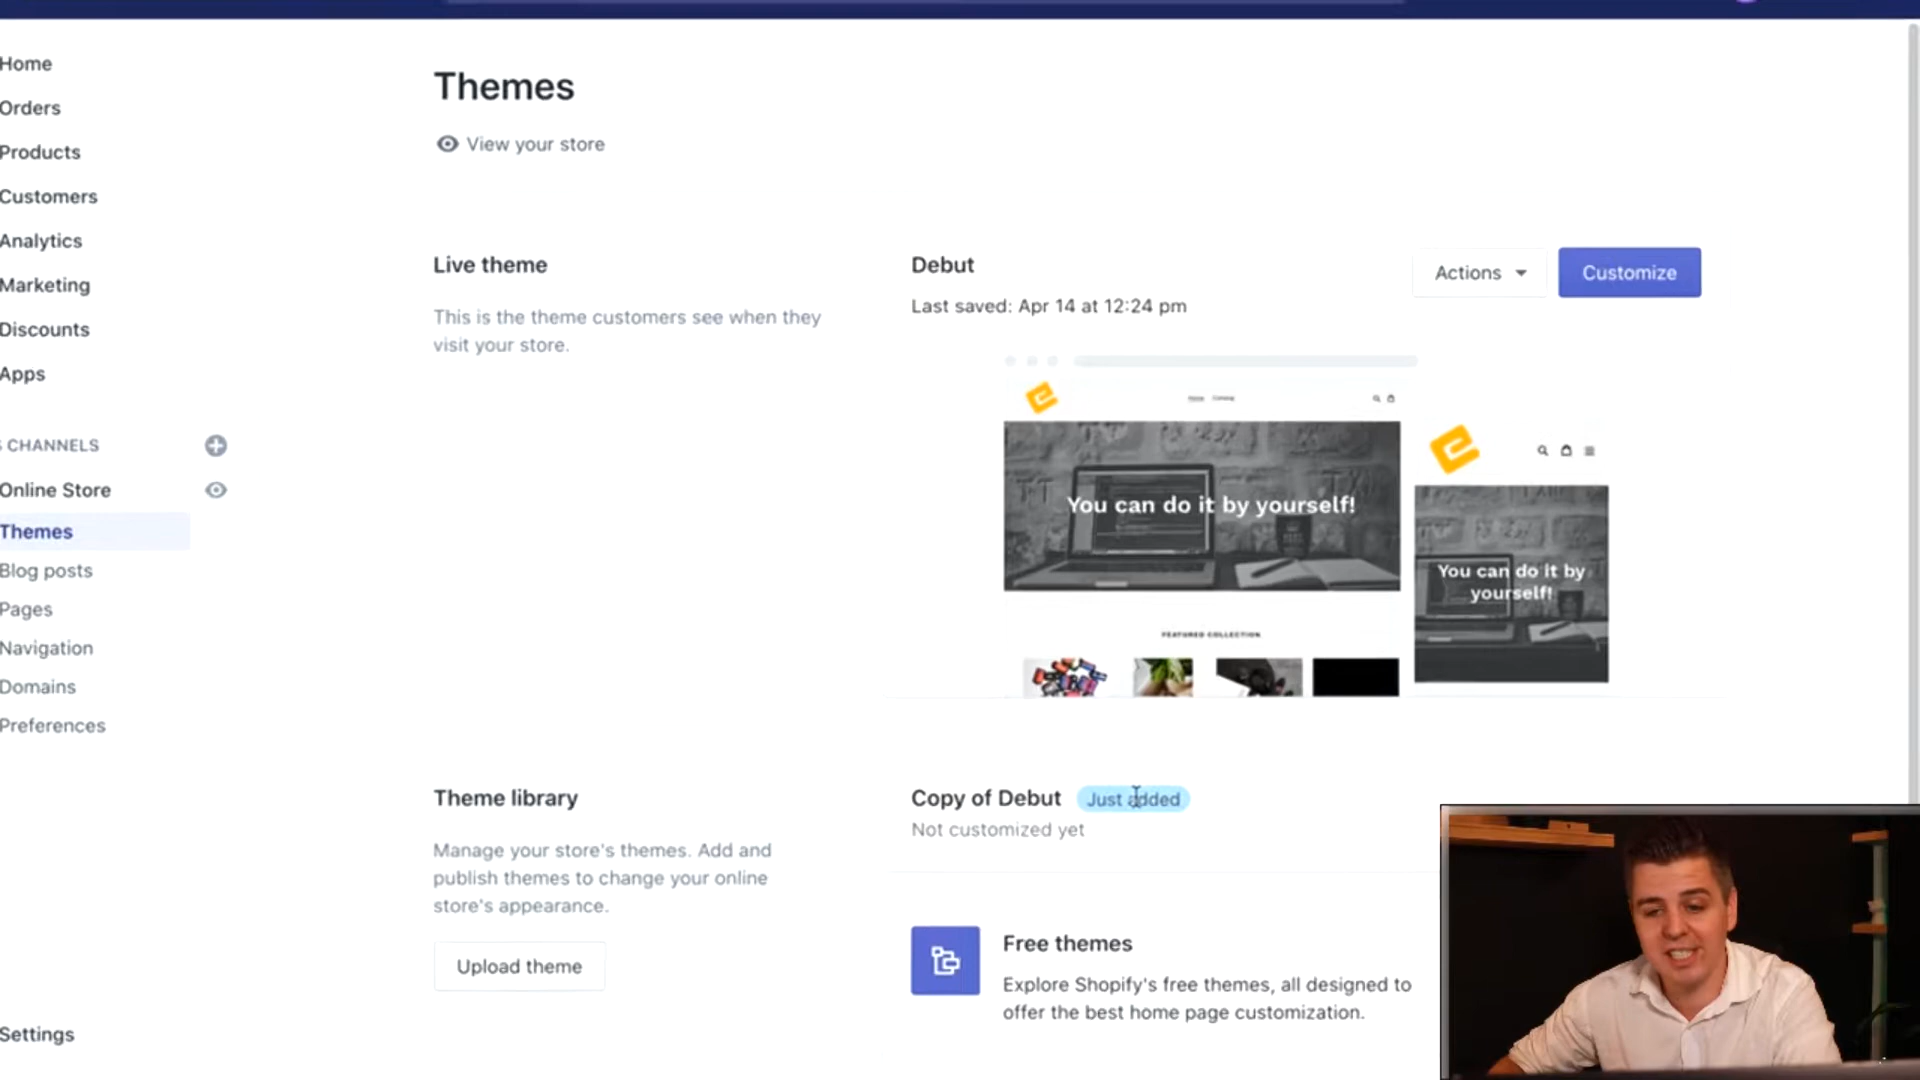 Home
Orders
Products
Customers
Analytics
Marketing
Discounts
Apps
CHANNELS
Online Store
Themes
Blog posts
Pages
Navigation
Domains
Preferences
Settings
Themes
View your store
Live theme
This is the theme customers see when they
visit your store.
Debut
Last saved: Apr 14 at 12:24 pm
Actions
Customize
Home
You can do it by yourself!
FEATURED COLLECTION
You can do it by
yourself!
Theme library
Manage your store's themes. Add and
publish themes to change your online
store's appearance.
Upload theme
Copy of Debut
Just added
Not customized yet
Free themes
Explore Shopify's free themes, all designed to
offer the best home page customization.